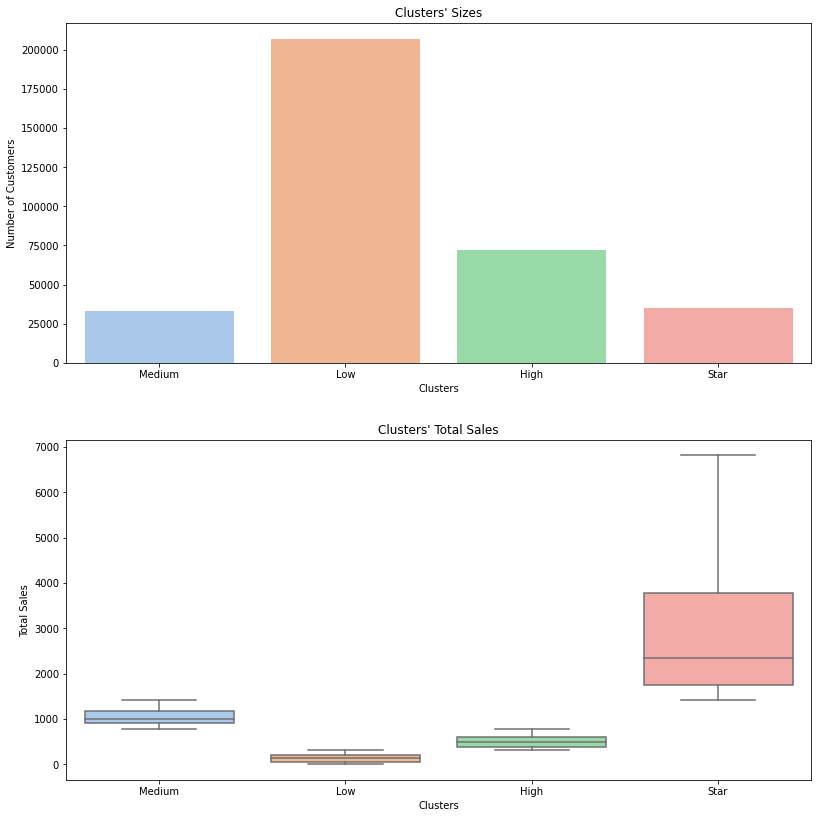 Clusters' Sizes
Number of Customers
200000
175000
150000
125000
100000
75000
50000
25000
0
Medium Low High Star
Clusters
Clusters' Total Sales
Total Sales
7000
6000
5000
4000
3000
2000
1000
0
Medium Low High Star
Clusters